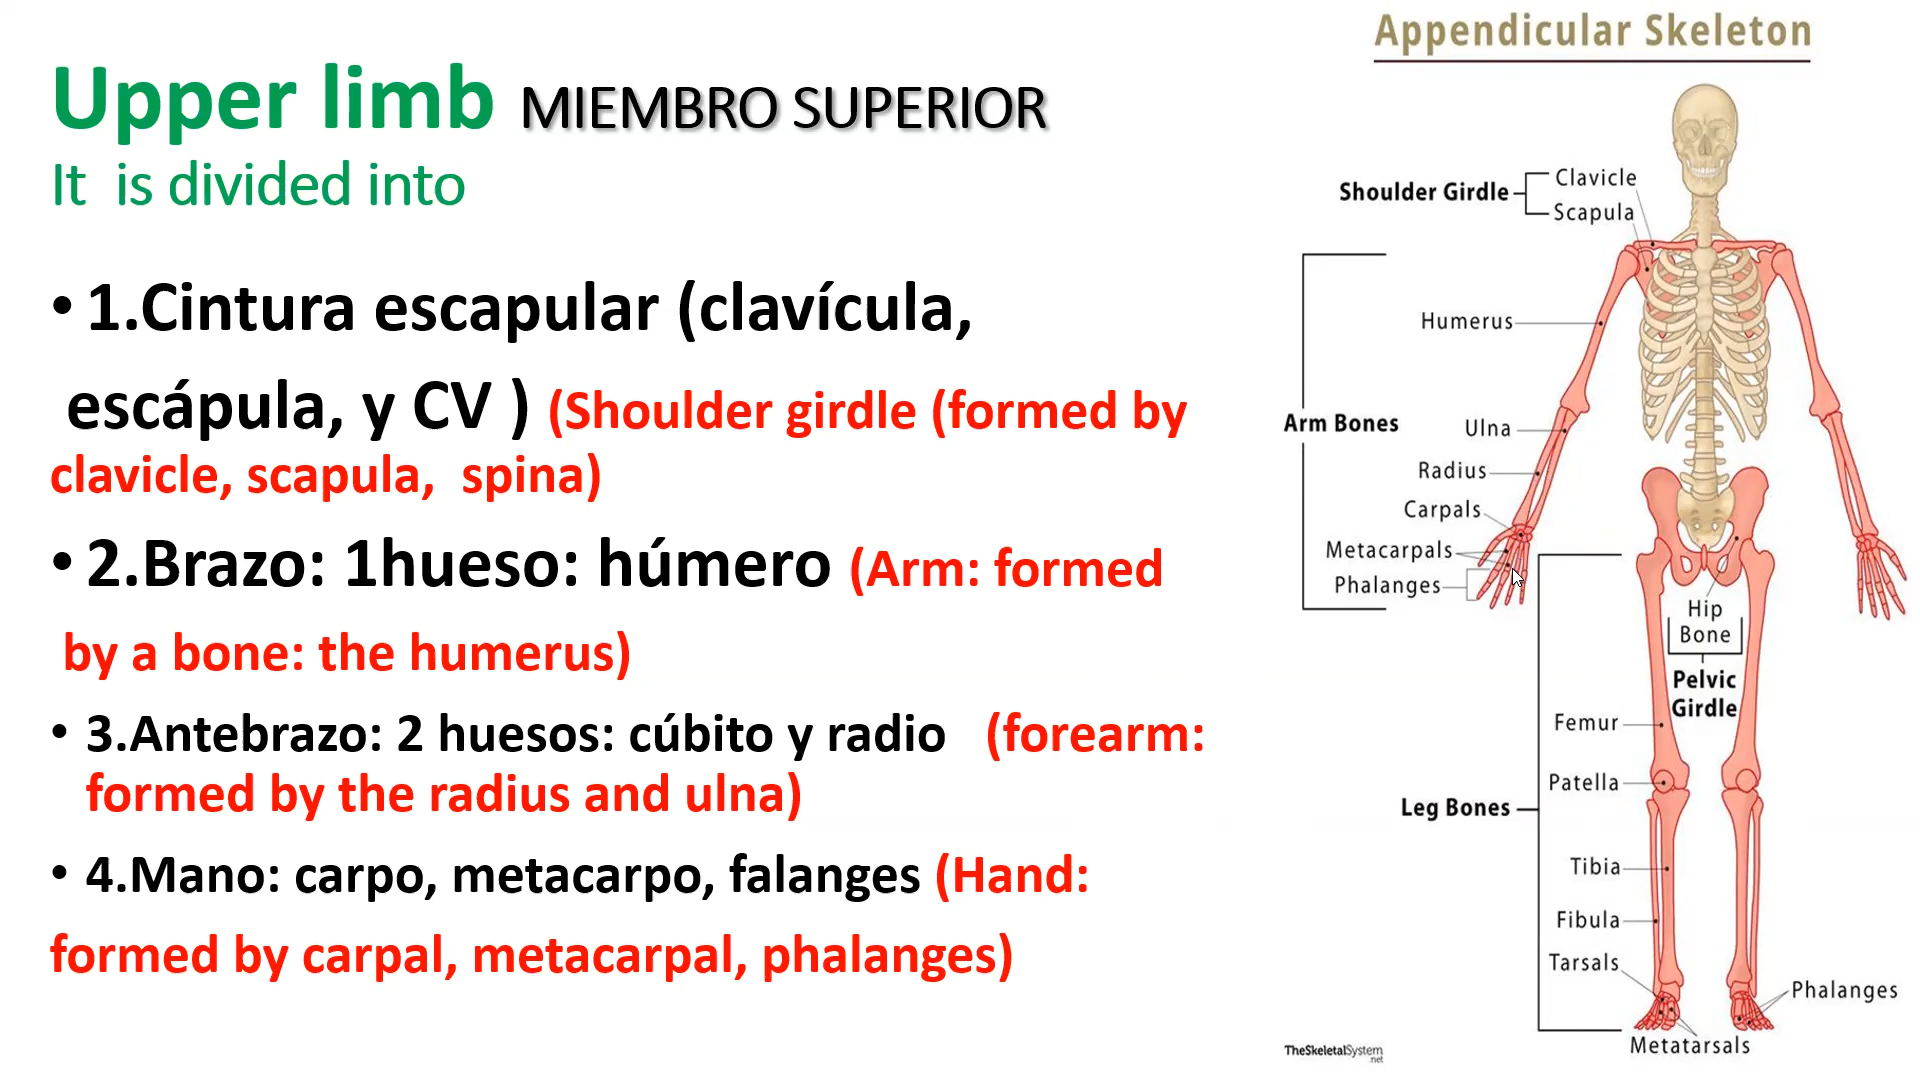 Upper limb MIEMBRO SUPERIOR
It is divided into
• 1.Cintura escapular (clavícula,
escápula, y CV ) (Shoulder girdle (formed by
clavicle, scapula, spina)
• 2.Brazo: 1hueso: húmero (Arm: formed
by a bone: the humerus)
• 3.Antebrazo: 2 huesos: cúbito y radio (forearm:
formed by the radius and ulna)
• 4.Mano: carpo, metacarpo, falanges (Hand:
formed by carpal, metacarpal, phalanges)
Appendicular Skeleton
Shoulder Girdle
Clavicle
Scapula
Humerus
Arm Bones
Ulna
Radius
Carpals
Metacarpals
Phalanges
Hip
Bone
Pelvic
Girdle
Femur
Patella
Leg Bones
Tibia
Fibula
Tarsals
Phalanges
Metatarsals
TheSkeletalSystem
.net